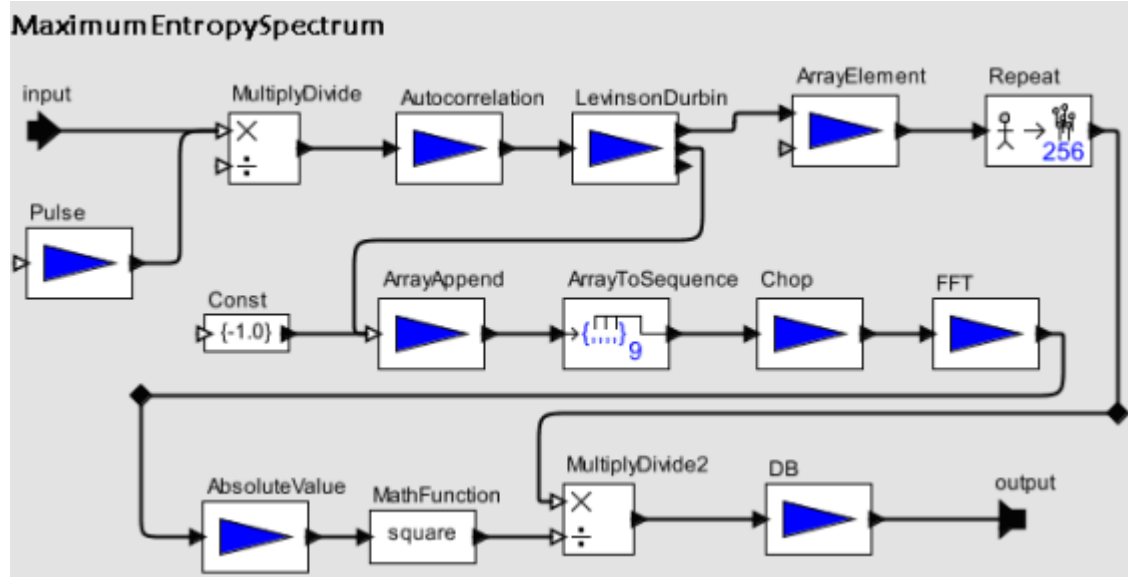 MaximumEntropySpectrum
input
MultiplyDivide
×
÷
Autocorrelation
LevinsonDurbin
ArrayElement
Repeat
256
Pulse
Const
{-1.0}
ArrayAppend
ArrayToSequence
{,,,,,}
9
Chop
FFT
AbsoluteValue
MathFunction
square
MultiplyDivide2
×
÷
DB
output